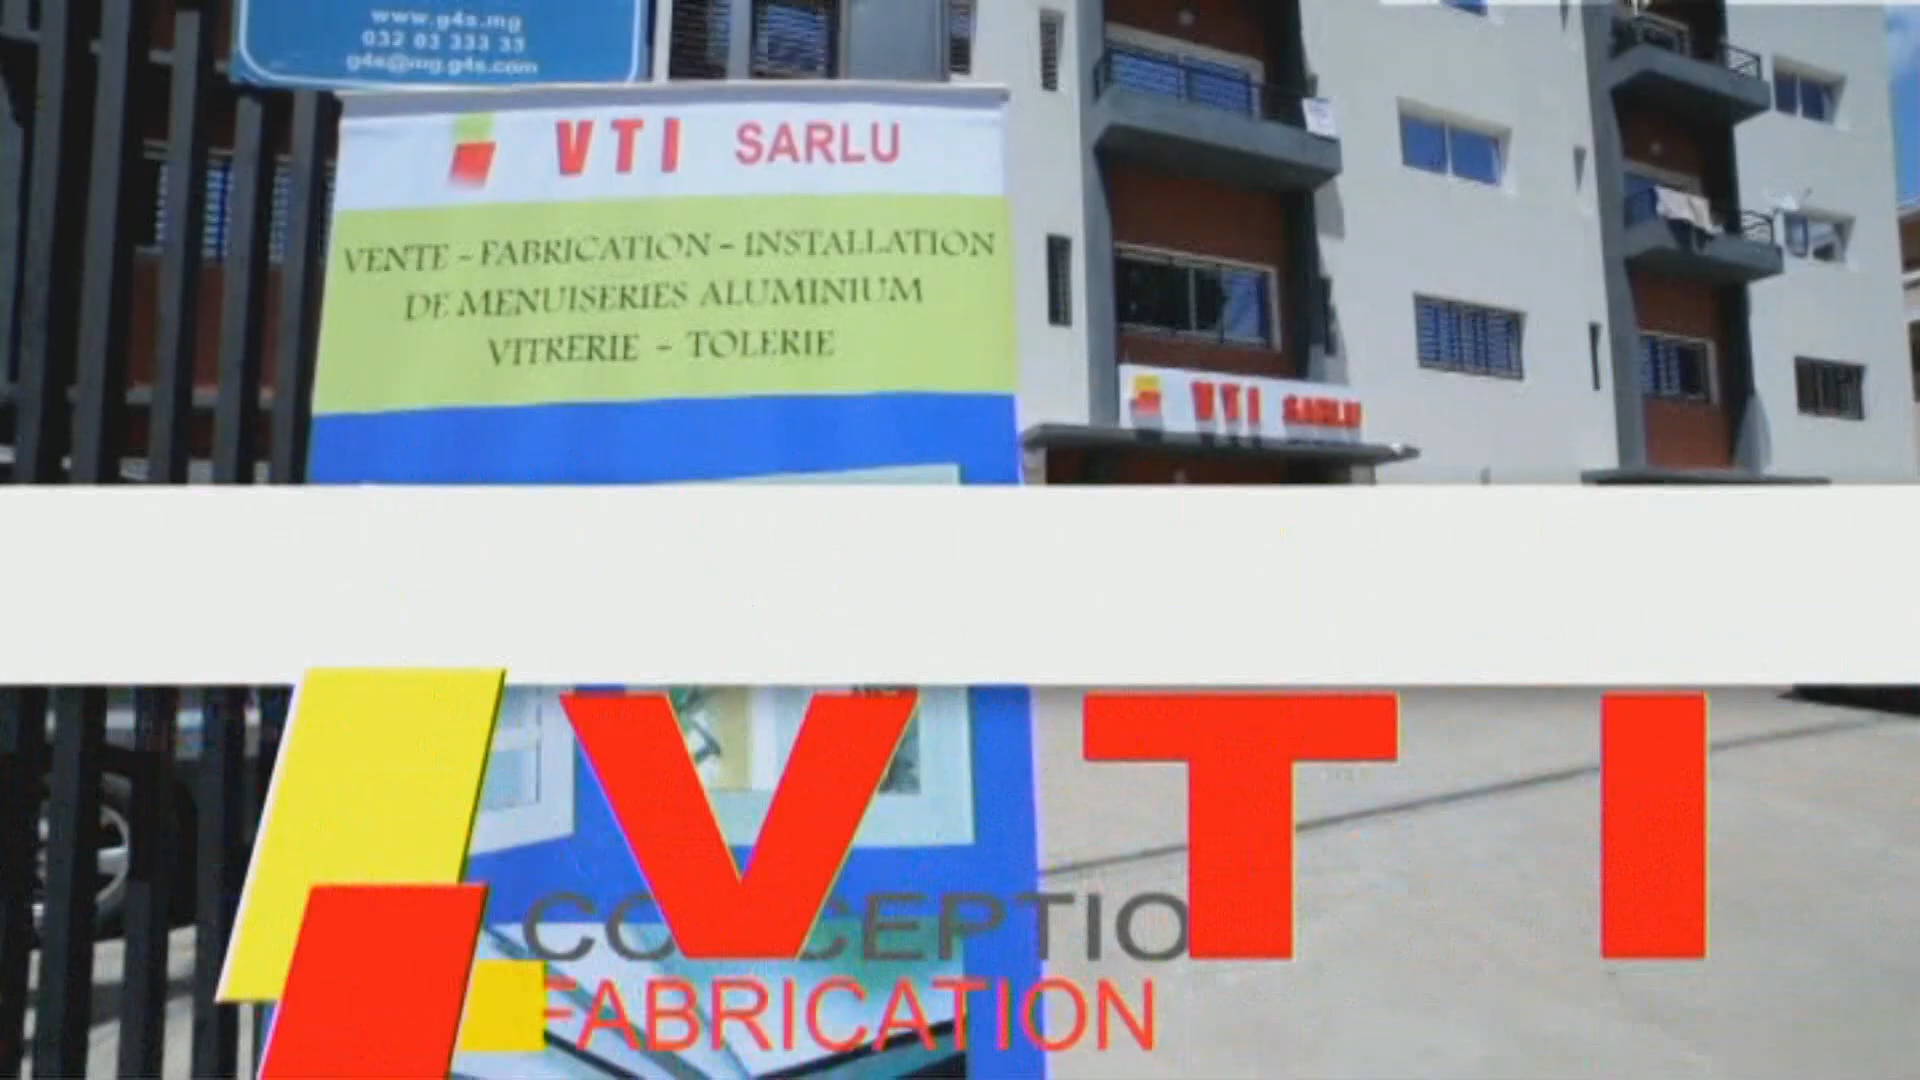 www.g4s.mg
032 03 333 33
g4s@mg.g4s.com
VTI SARLU
VENTE - FABRICATION - INSTALLATION
DE MENUISERIES ALUMINIUM
VITRERIE - TOLERIE
VTI SARLU
VTI
FABRICATION